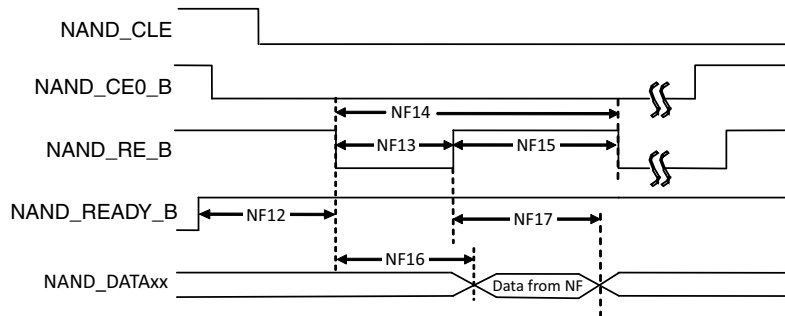 NAND_CLE
NAND_CE0_B
NF14
NAND_RE_B
NF13
NF15
NAND_READY_B
NF12
NF17
NF16
NAND_DATAxx
Data from NF